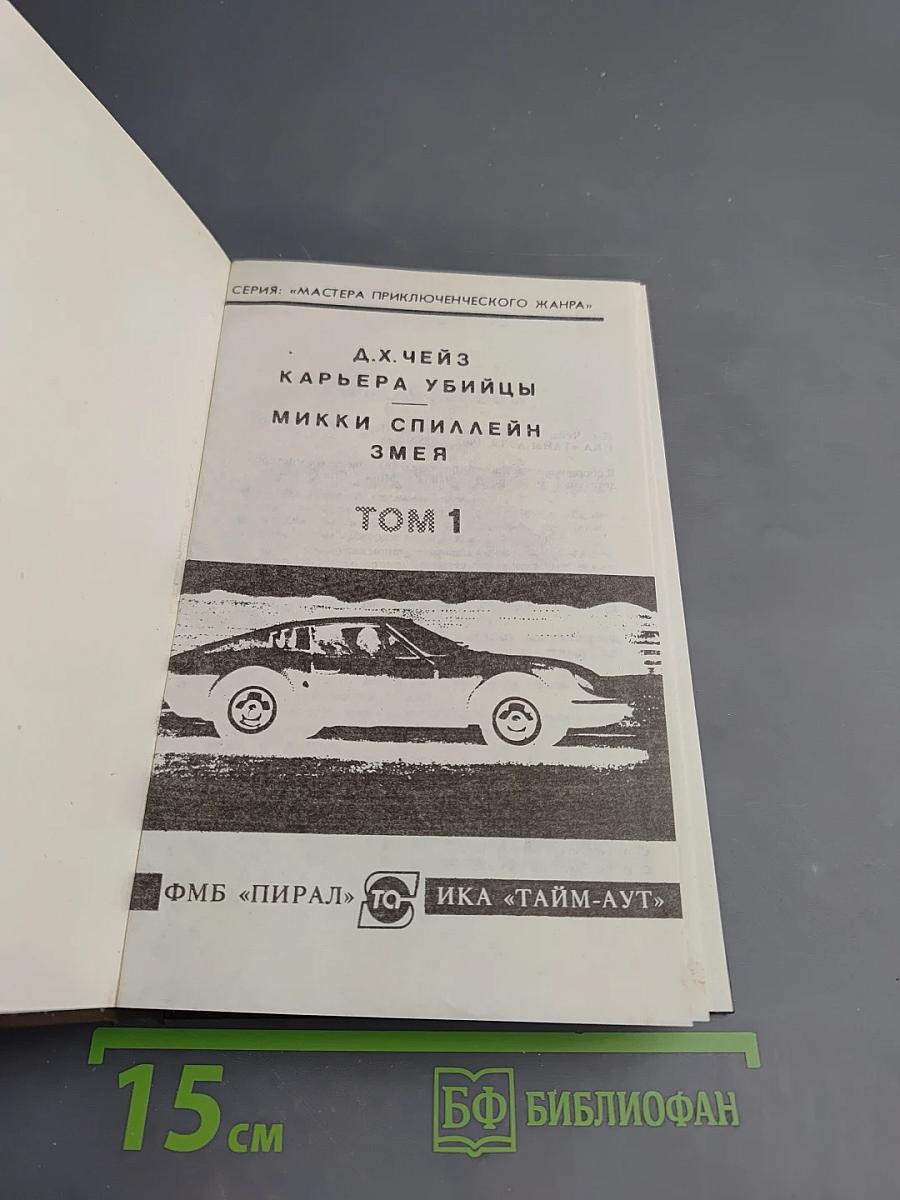 СЕРИЯ: «МАСТЕРА ПРИКЛЮЧЕНЧЕСКОГО ЖАНРА»
Д.Х.ЧЕЙЗ
КАРЬЕРА УБИЙЦЫ
МИККИ СПИЛЛЕЙН
ЗМЕЯ
ТОМ 1
ФМБ «ПИРАЛ» ТА ИКА «ТАЙМ-АУТ»
15 СМ
БФ БИБЛИОФАН